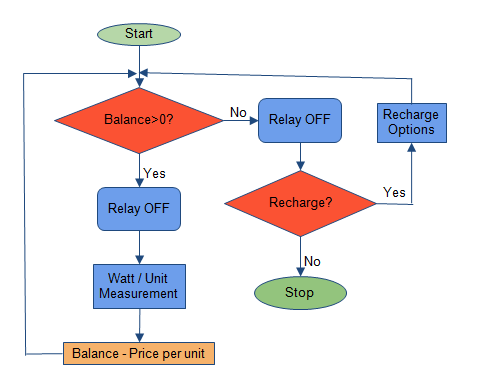 Start
Balance>0?
No
Relay OFF
Recharge
Options
Yes
Relay OFF
Recharge?
Yes
Watt / Unit
Measurement
No
Stop
Balance - Price per unit